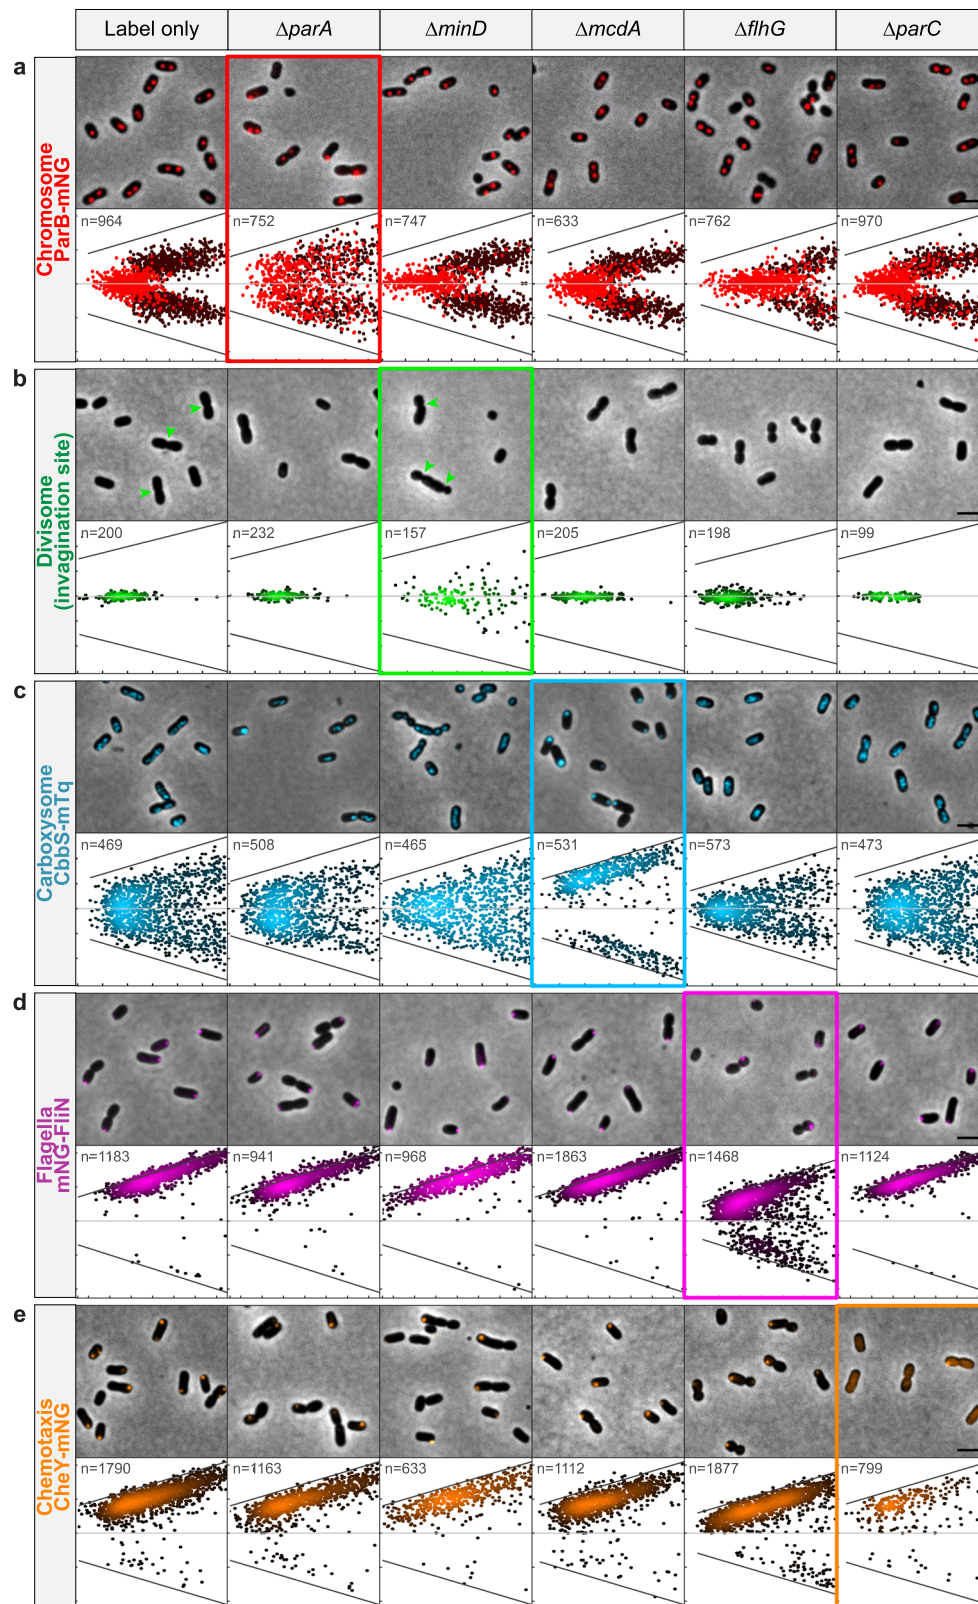 Label only
ΔparA
ΔminD
ΔmcdA
ΔflhG
ΔparC
a
Chromosome
ParB-mNG
n=964
n=752
n=747
n=633
n=762
n=970
b
Divisome
(invagination site)
n=200
n=232
n=157
n=205
n=198
n=99
c
Carboxysome
CbbS-mTq
n=469
n=508
n=465
n=531
n=573
n=473
d
Flagella
mNG-FliN
n=1183
n=941
n=968
n=1863
n=1468
n=1124
e
Chemotaxis
CheY-mNG
n=1790
n=1163
n=633
n=1112
n=1877
n=799